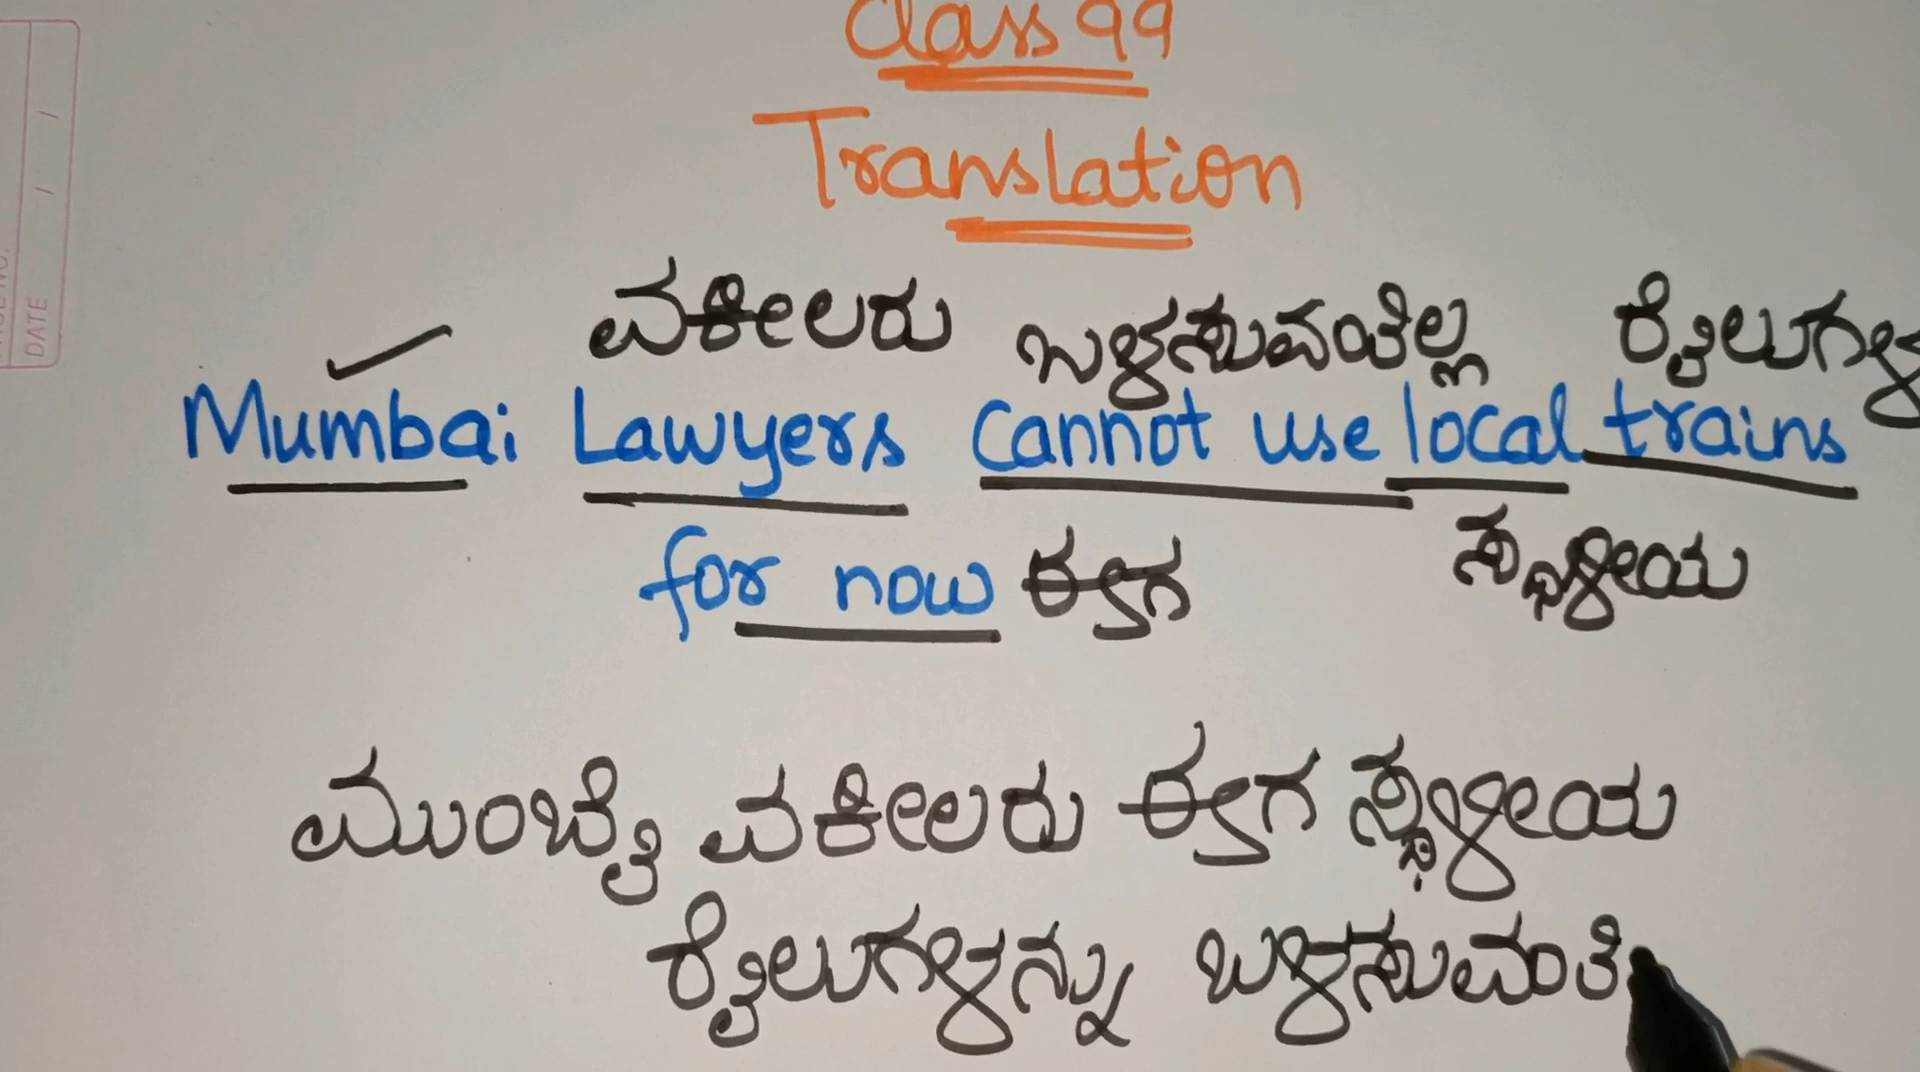 Class 99
Translation
ವಕೀಲರು ಬಳಸುವಂತಿಲ್ಲ ರೈಲುಗಳ
Mumbai Lawyers cannot use local trains
for now ಈಗ ಸ್ಥಳೀಯ
ಮುಂಬೈ ವಕೀಲರು ಈಗ ಸ್ಥಳೀಯ
ರೈಲುಗಳನ್ನು ಬಳಸುವಂತಿ
DATE / /